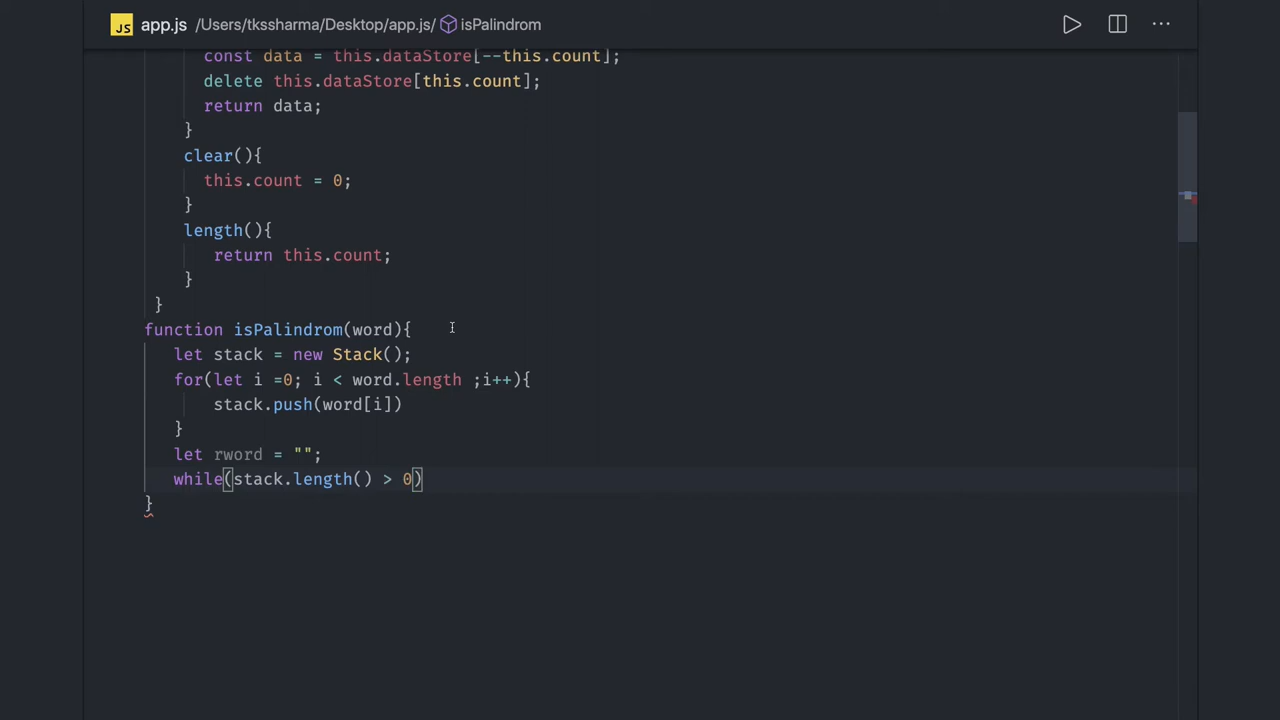 JS app.js /Users/tkssharma/Desktop/app.js/ isPalindrom ...
const data = this.dataStore[--this.count];
delete this.dataStore[this.count];
return data;
}
clear(){
this.count = 0;
}
length(){
return this.count;
}
}
function isPalindrom(word){
let stack = new Stack();
for(let i =0; i < word.length ;i++){
stack.push(word[i])
}
let rword = "";
while(stack.length() > 0)
}